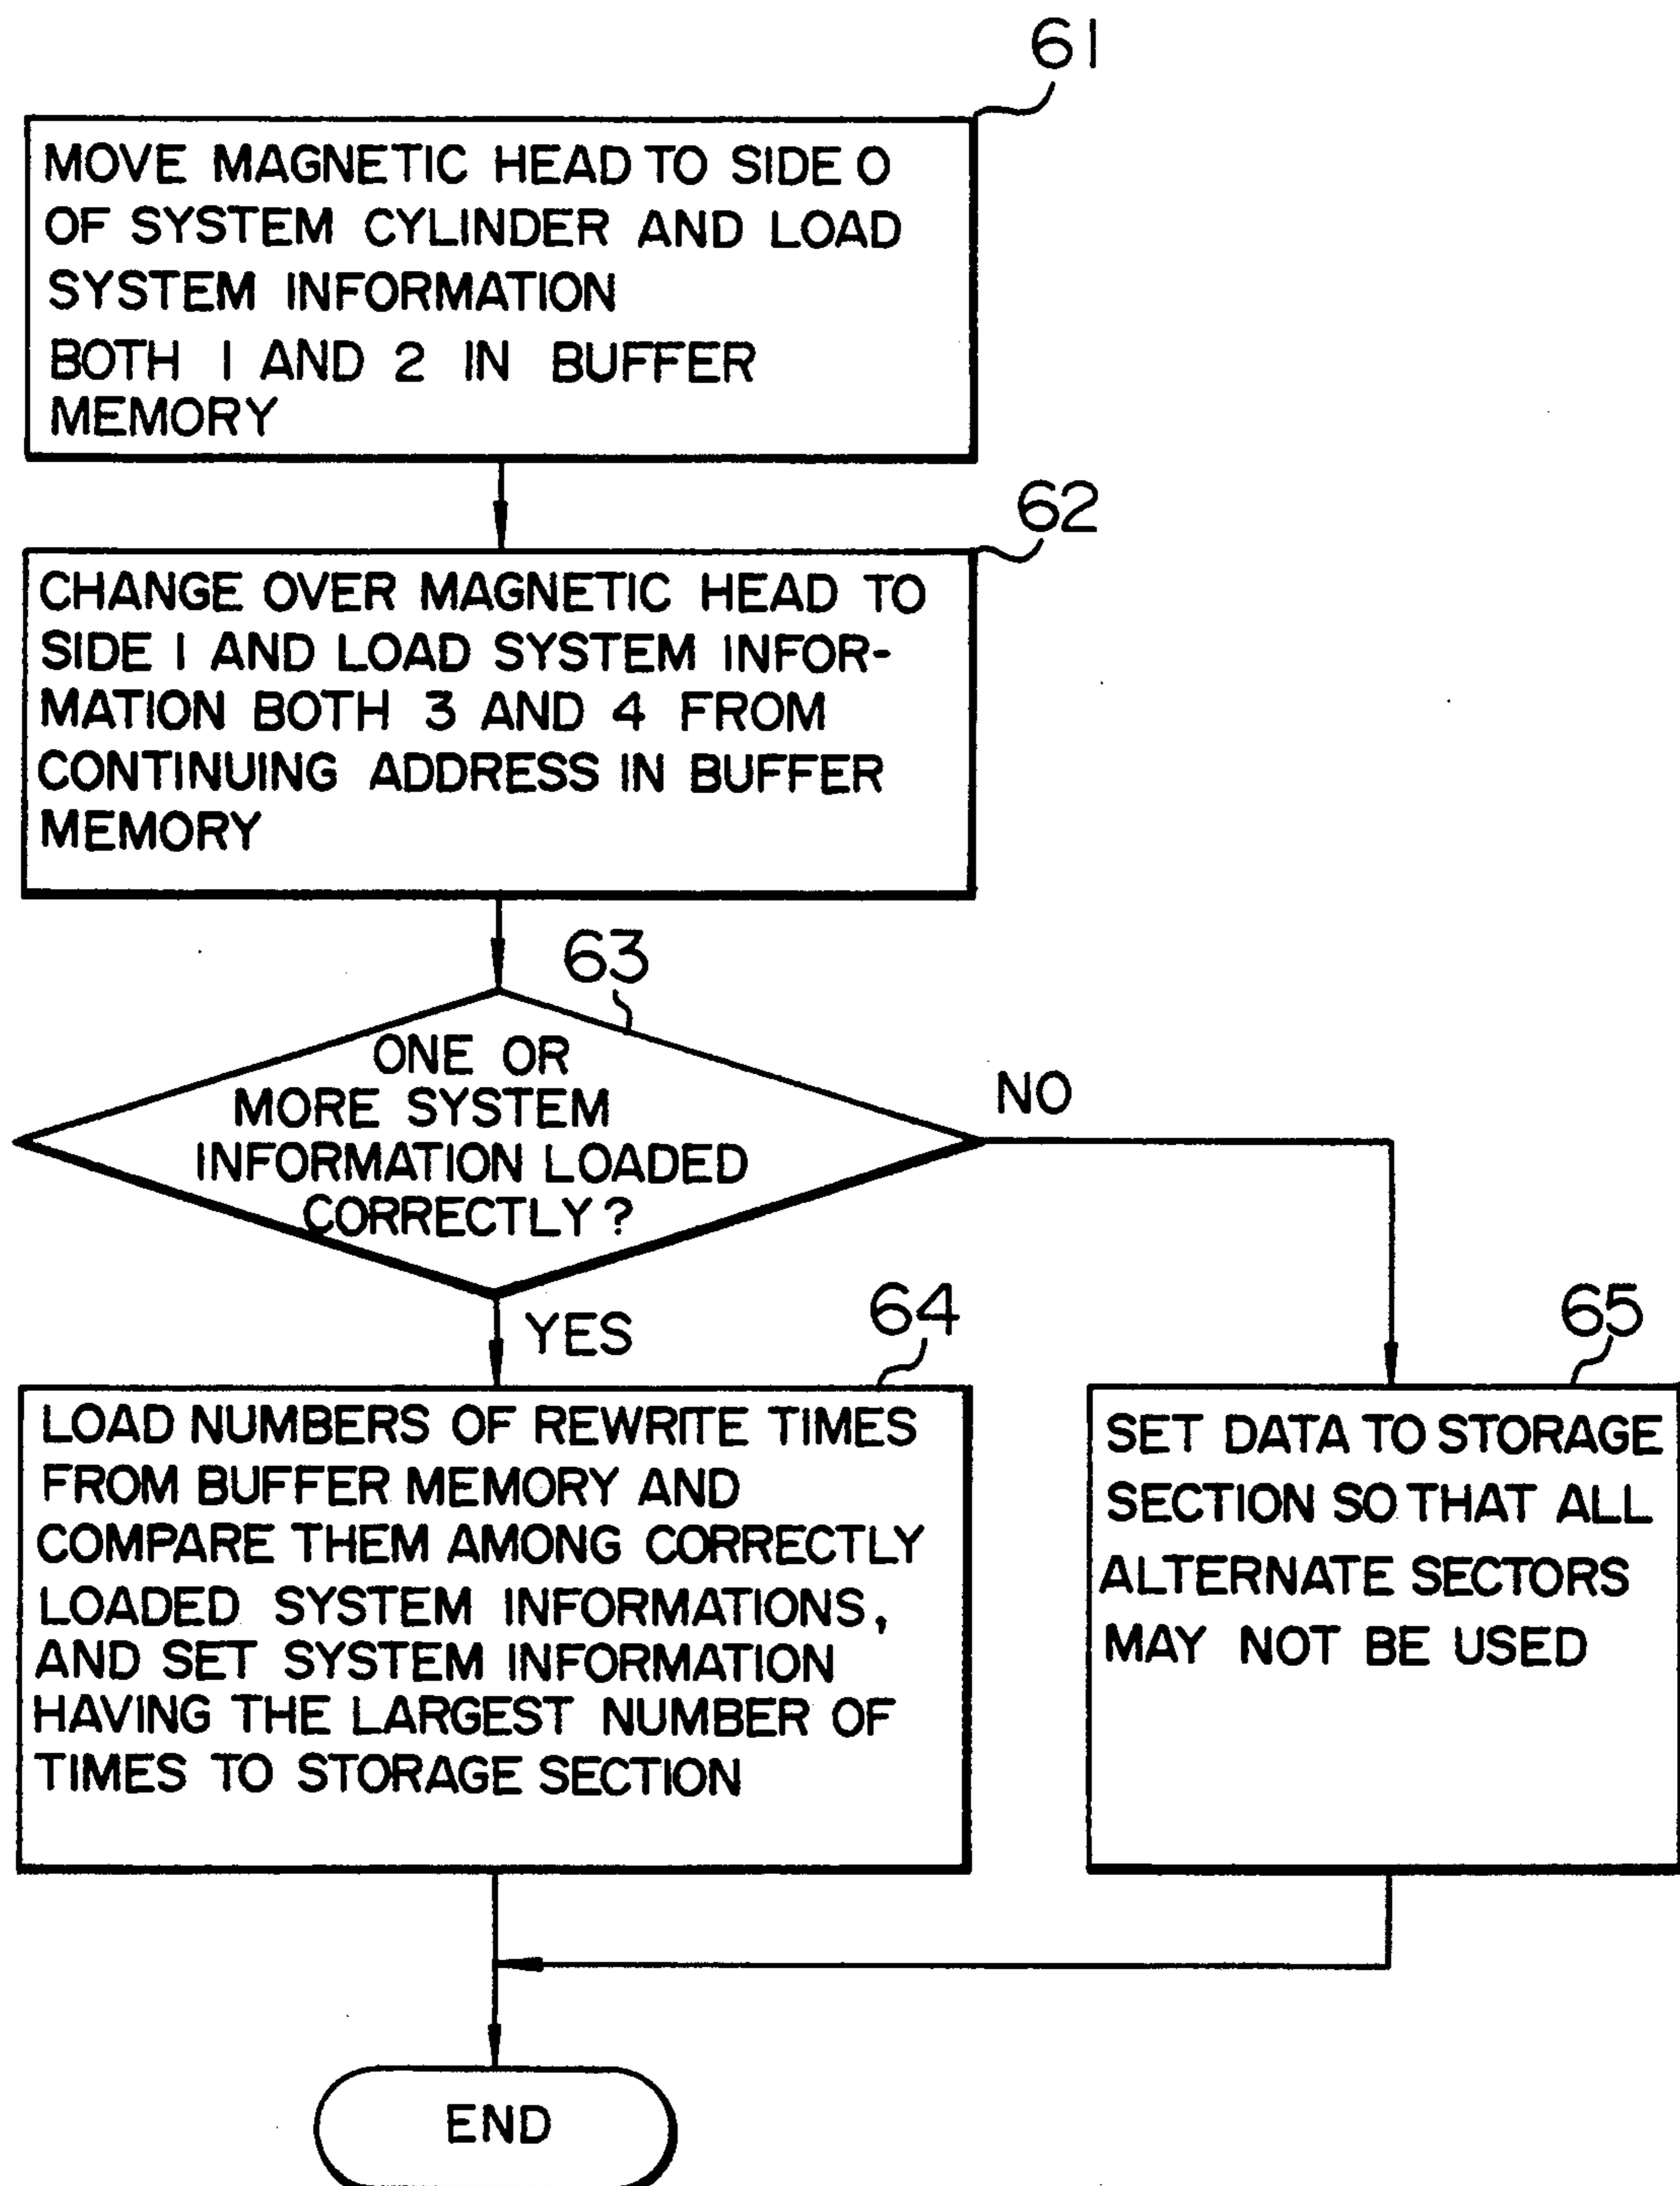 61
MOVE MAGNETIC HEAD TO SIDE 0
OF SYSTEM CYLINDER AND LOAD
SYSTEM INFORMATION
BOTH 1 AND 2 IN BUFFER
MEMORY
62
CHANGE OVER MAGNETIC HEAD TO
SIDE 1 AND LOAD SYSTEM INFOR-
MATION BOTH 3 AND 4 FROM
CONTINUING ADDRESS IN BUFFER
MEMORY
63
ONE OR
MORE SYSTEM
INFORMATION LOADED
CORRECTLY?
NO
YES
64
LOAD NUMBERS OF REWRITE TIMES
FROM BUFFER MEMORY AND
COMPARE THEM AMONG CORRECTLY
LOADED SYSTEM INFORMATIONS,
AND SET SYSTEM INFORMATION
HAVING THE LARGEST NUMBER OF
TIMES TO STORAGE SECTION
65
SET DATA TO STORAGE
SECTION SO THAT ALL
ALTERNATE SECTORS
MAY NOT BE USED
END